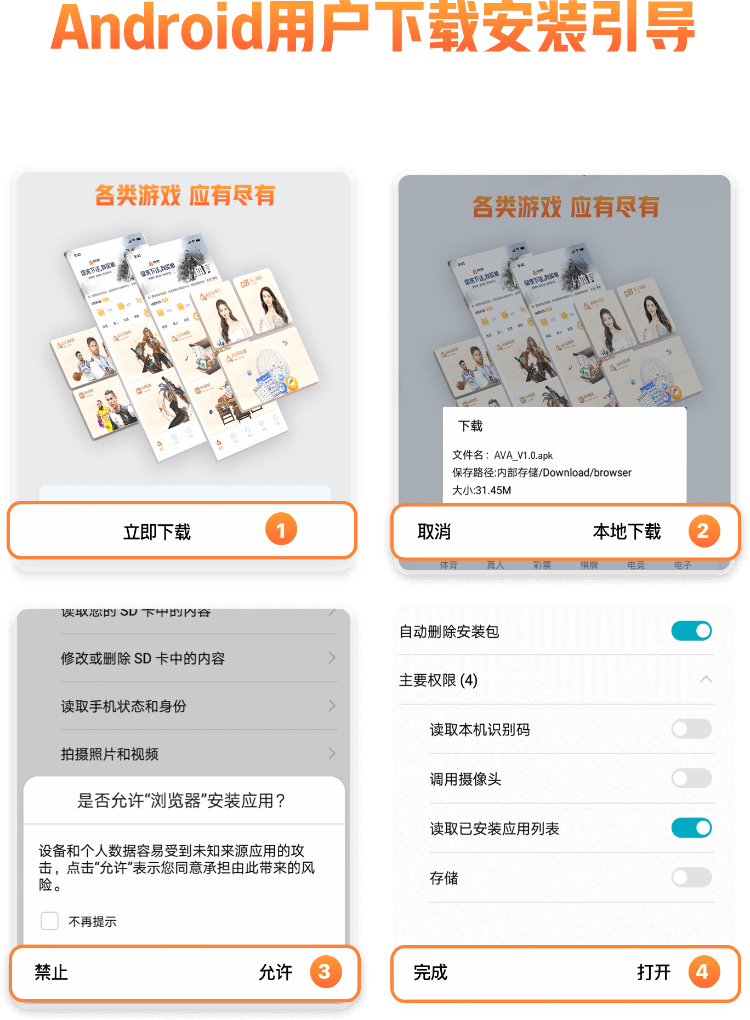 Android用户下载安装引导
各类游戏 应有尽有
立即下载 1
各类游戏 应有尽有
下载
文件名： AVA_V1.0.apk
保存路径:内部存储/Download/browser
大小:31.45M
取消 本地下载 2
体育 真人 彩票 棋牌 电竞 电子
读取您的 SD 卡中的内容
修改或删除 SD 卡中的内容
读取手机状态和身份
拍摄照片和视频
是否允许“浏览器”安装应用？
设备和个人数据容易受到未知来源应用的攻
击，点击“允许”表示您同意承担由此带来的风
险。
不再提示
禁止 允许 3
自动删除安装包
主要权限 (4)
读取本机识别码
调用摄像头
读取已安装应用列表
存储
完成 打开 4